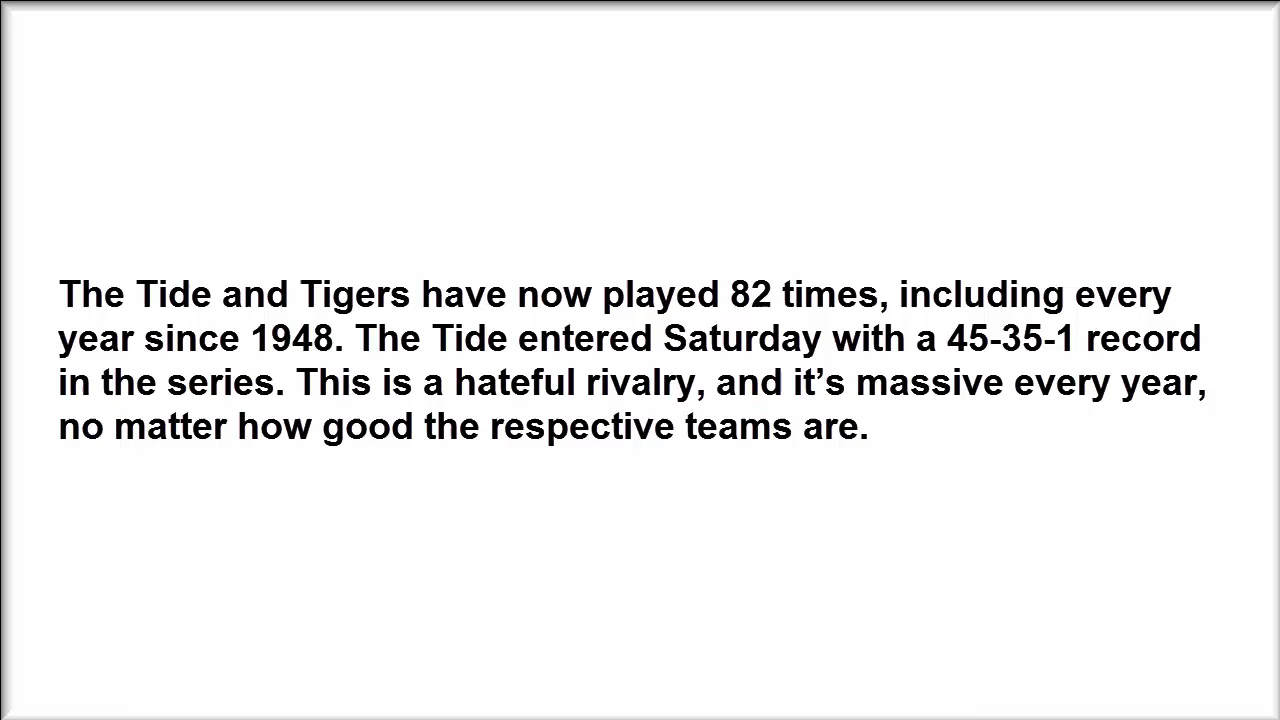 The Tide and Tigers have now played 82 times, including every
year since 1948. The Tide entered Saturday with a 45-35-1 record
in the series. This is a hateful rivalry, and it’s massive every year,
no matter how good the respective teams are.